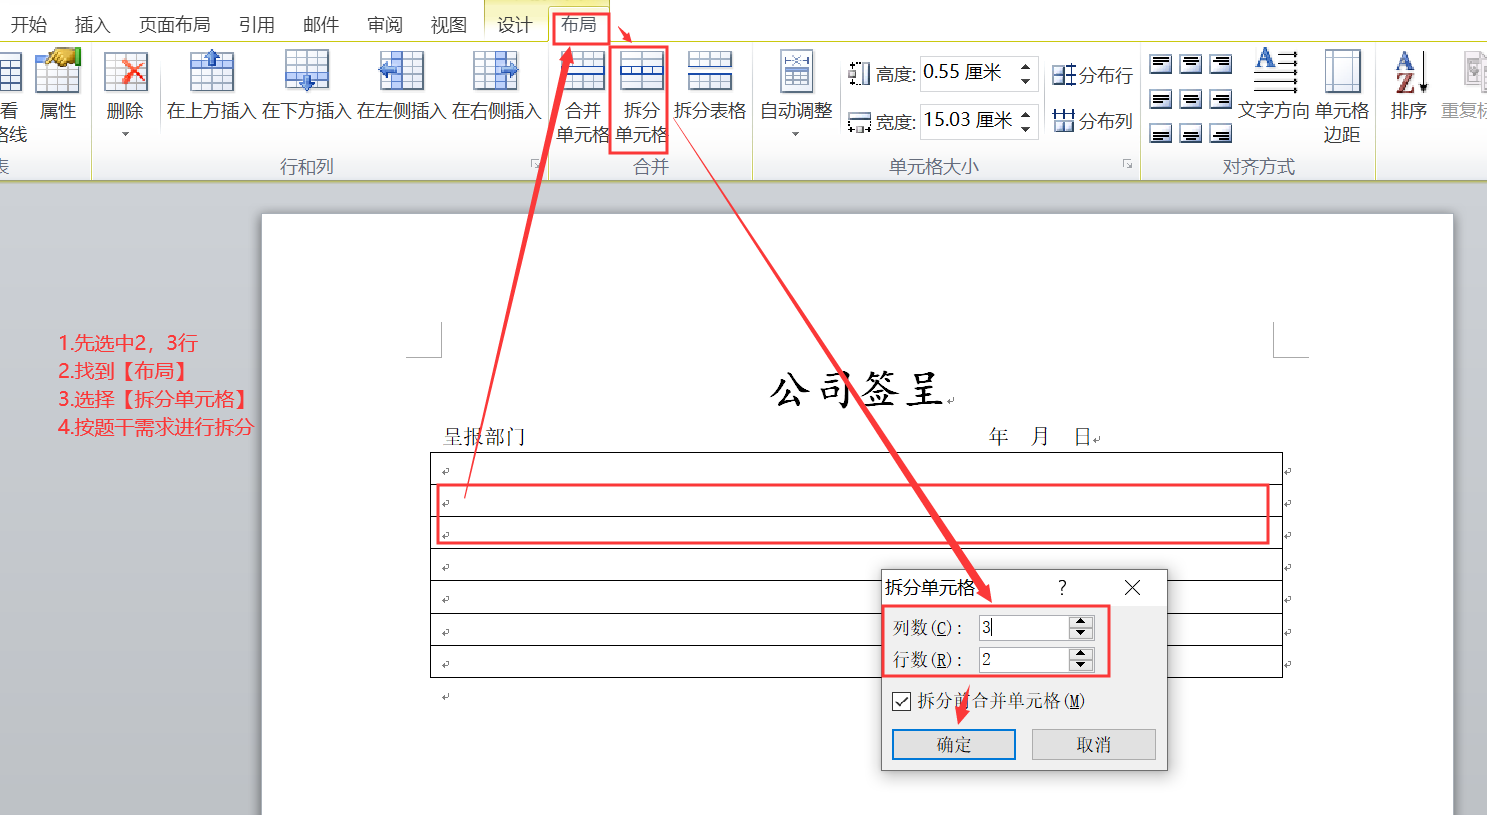 开始 插入 页面布局 引用 邮件 审阅 视图 设计 布局
看 属性 删除 在上方插入 在下方插入 在左侧插入 在右侧插入 合并 拆分 拆分表格 自动调整 高度: 0.55 厘米 分布行 文字方向 单元格 排序 重复标
格线 单元格 单元格 宽度: 15.03 厘米 分布列 边距
表 行和列 合并 单元格大小 对齐方式
1.先选中2，3行
2.找到【布局】
3.选择【拆分单元格】
4.按题干需求进行拆分
公司签呈
呈报部门 年 月 日
拆分单元格 ?
列数(C): 3
行数(R): 2
拆分前合并单元格(M)
确定 取消